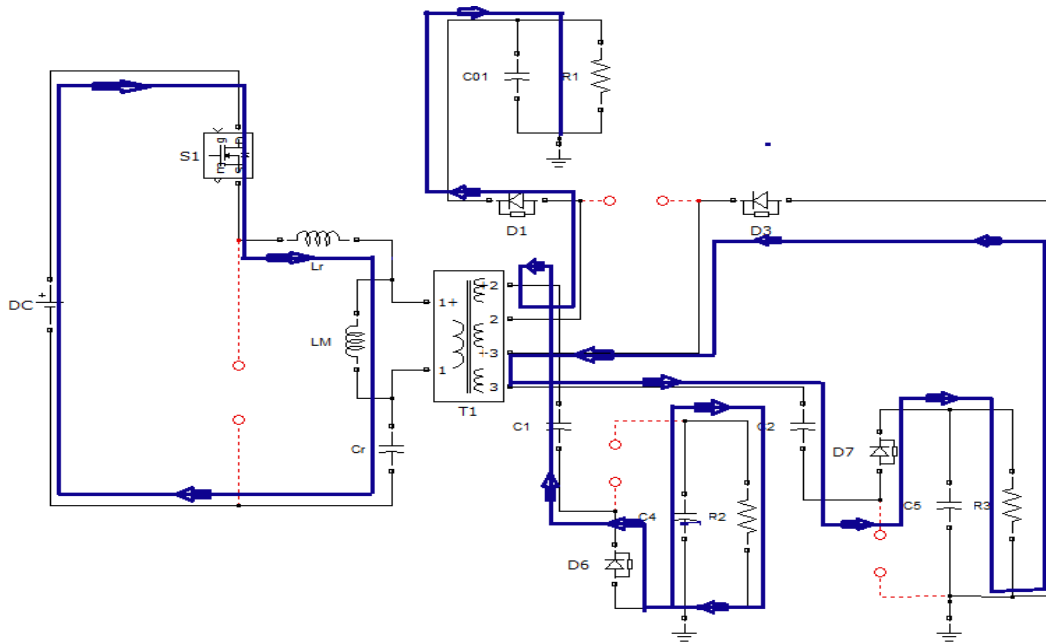 C01
R1
S1
g
m
D1
D3
Lr
DC
+
1+
+2
LM
2
+3
1
3
T1
Cr
C1
C2
D7
C4
R2
C5
R3
D6